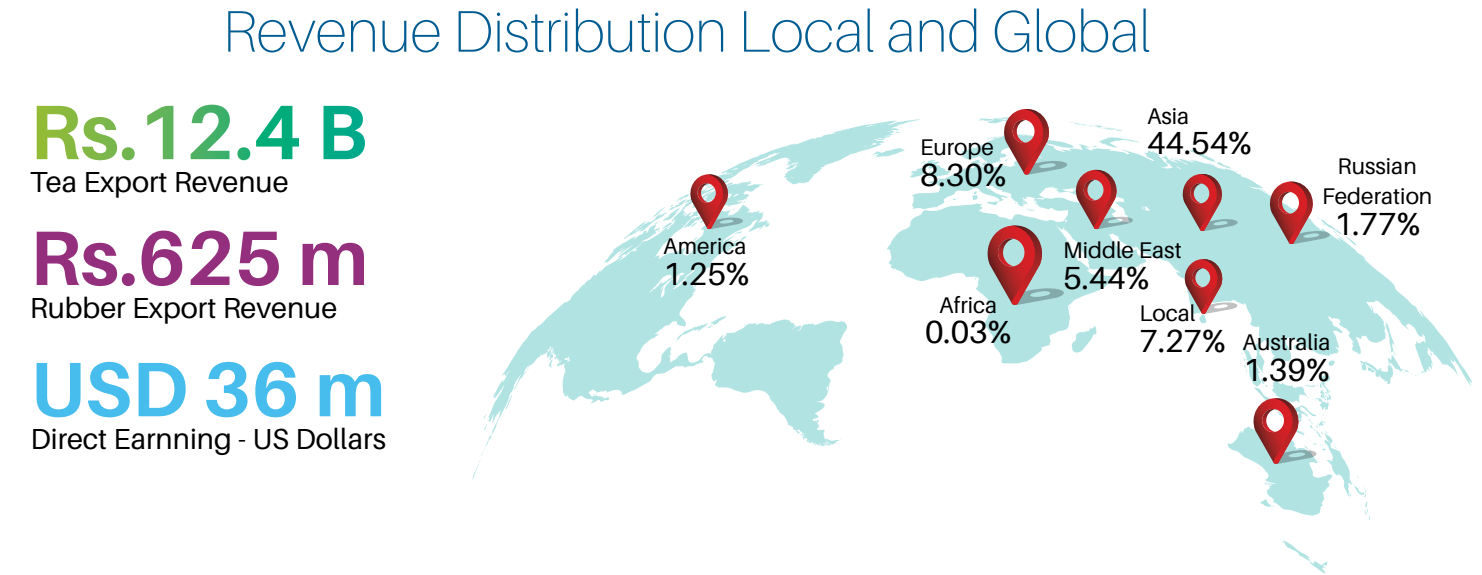 Revenue Distribution Local and Global
Rs.12.4 B
Tea Export Revenue
Rs.625 m
Rubber Export Revenue
USD 36 m
Direct Earnning - US Dollars
America
1.25%
Europe
8.30%
Asia
44.54%
Russian
Federation
1.77%
Middle East
5.44%
Africa
0.03%
Local
7.27%
Australia
1.39%